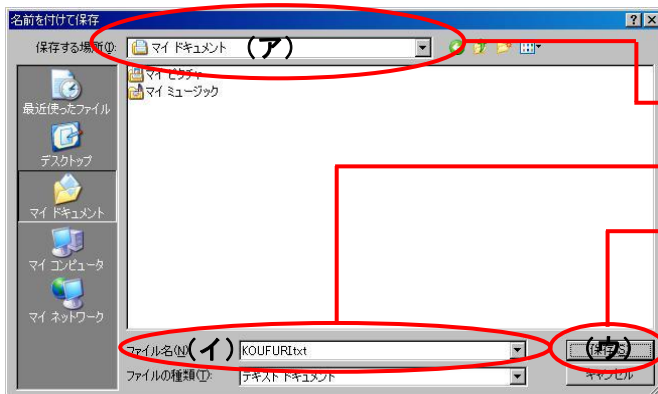 名前を付けて保存
保存する場所(I): マイ ドキュメント (ア)
マイ ピクチャ
マイ ミュージック
最近使ったファイル
デスクトップ
マイ ドキュメント
マイ コンピュータ
マイ ネットワーク
ファイル名(N) (イ) KOUFURItxt (ウ) 保存(S)
ファイルの種類(T): テキスト ドキュメント キャンセル